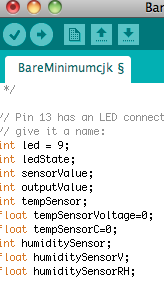 Bar
BareMinimumcjk §
*/
// Pin 13 has an LED connect
// give it a name:
int led = 9;
int ledState;
int sensorValue;
int outputValue;
int tempSensor;
float tempSensorVoltage=0;
float tempSensorC=0;
int humiditySensor;
float humiditySensorV;
float humiditySensorRH;